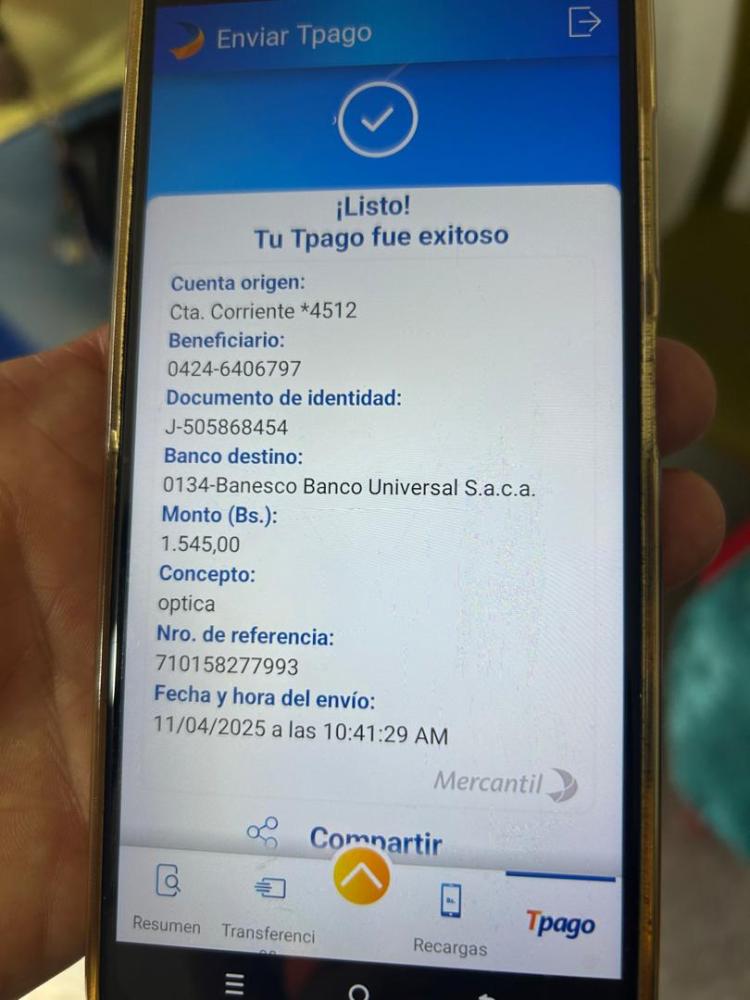 Enviar Tpago
¡Listo!
Tu Tpago fue exitoso
Cuenta origen:
Cta. Corriente *4512
Beneficiario:
0424-6406797
Documento de identidad:
J-505868454
Banco destino:
0134-Banesco Banco Universal S.a.c.a.
Monto (Bs.):
1.545,00
Concepto:
optica
Nro. de referencia:
710158277993
Fecha y hora del envío:
11/04/2025 a las 10:41:29 AM
Mercantil
Compartir
Resumen
Transferenci
Recargas
Bs.
Tpago